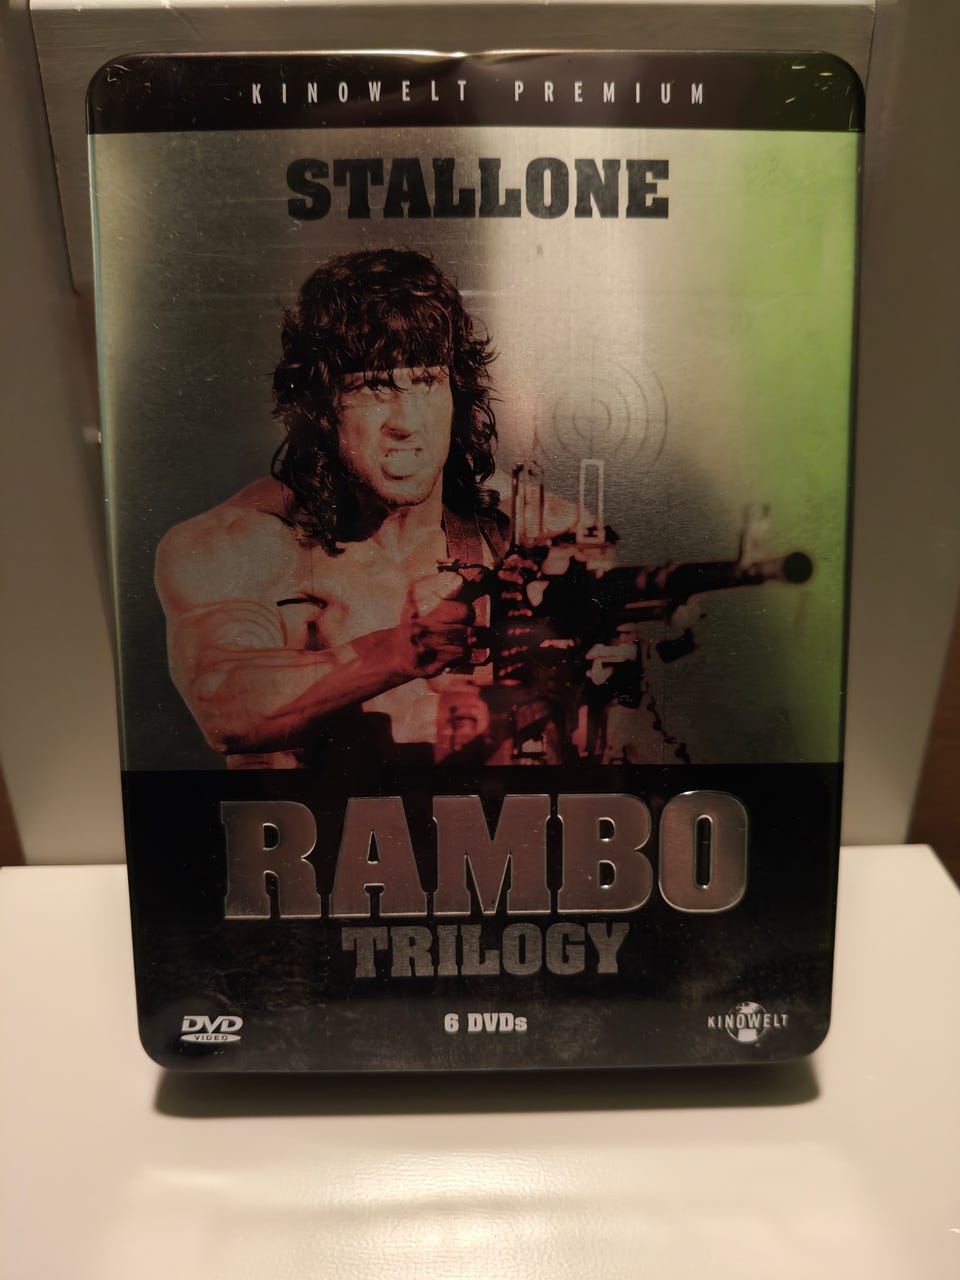 KINOWELT PREMIUM
STALLONE
RAMBO
TRILOGY
DVD
VIDEO
6 DVDs
KINOWELT